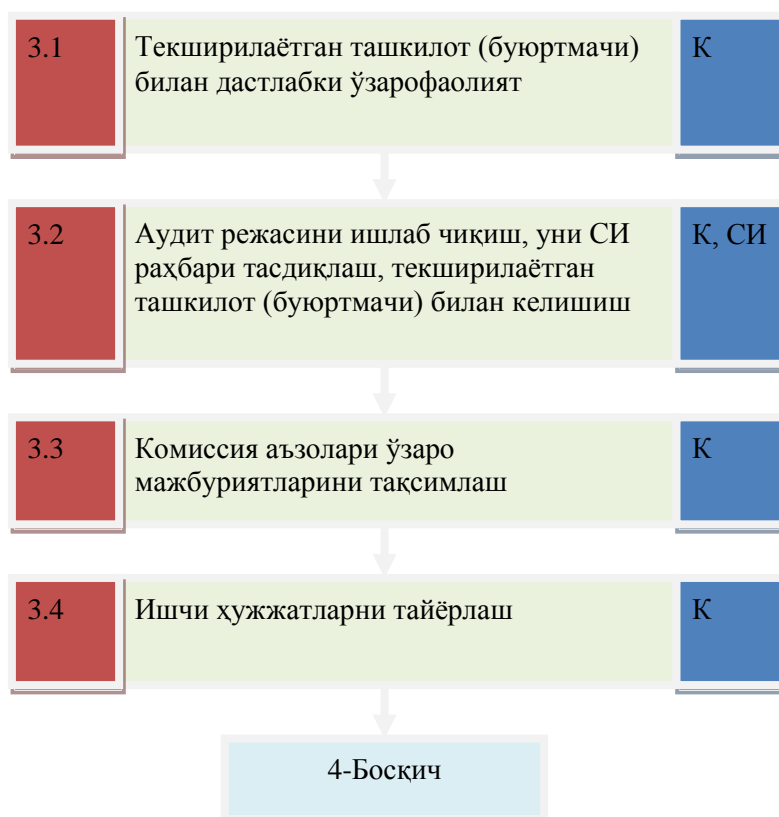 3.1 Текширилаётган ташкилот (буюртмачи) К
билан дастлабки ўзарофаолият
3.2 Аудит режасини ишлаб чиқиш, уни СИ К, СИ
раҳбари тасдиқлаш, текширилаётган
ташкилот (буюртмачи) билан келишиш
3.3 Комиссия аъзолари ўзаро К
мажбуриятларини тақсимлаш
3.4 Ишчи ҳужжатларни тайёрлаш К
4-Босқич